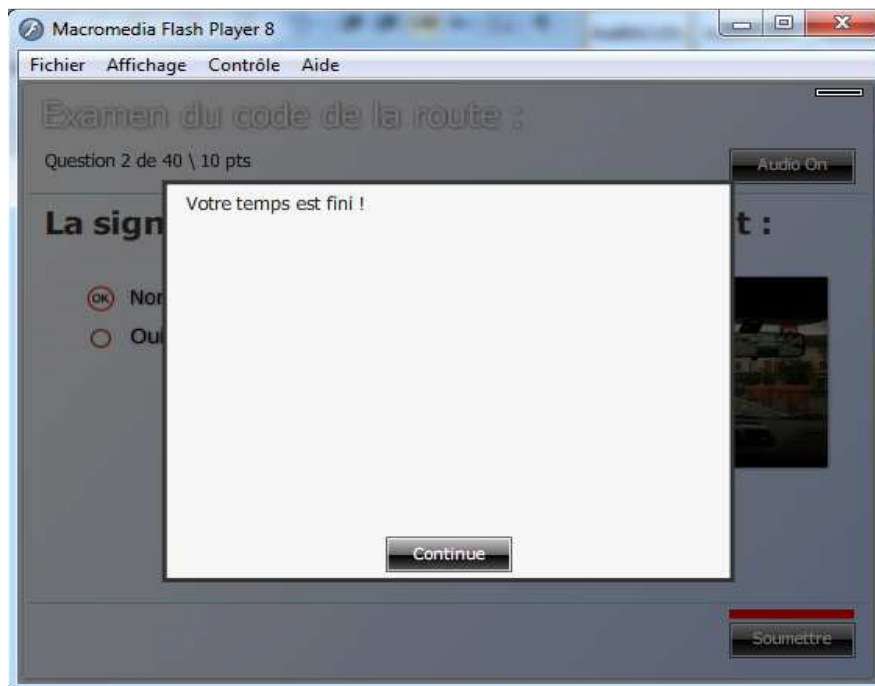 Macromedia Flash Player 8
Fichier Affichage Contrôle Aide
Examen du code de la route :
Question 2 de 40 \ 10 pts
Audio On
Votre temps est fini !
La sign
t :
OK Non
Oui
Continue
Soumettre